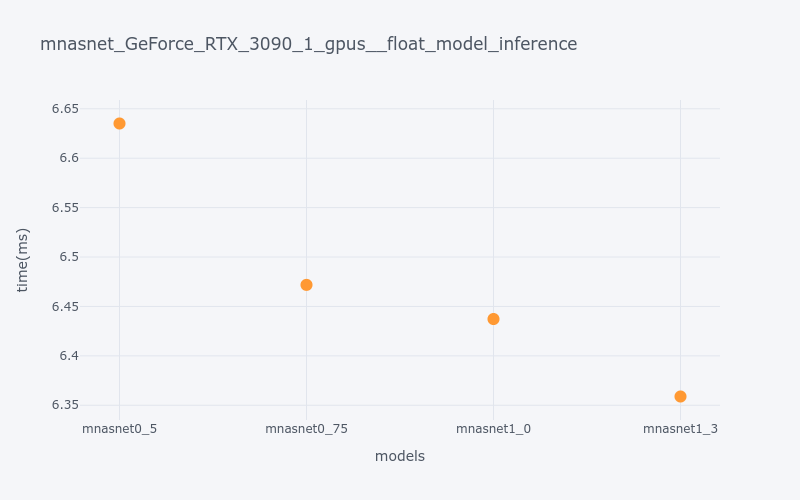 mnasnet_GeForce_RTX_3090_1_gpus__float_model_inference
6.65
6.6
6.55
6.5
6.45
6.4
6.35
time(ms)
mnasnet0_5 mnasnet0_75 mnasnet1_0 mnasnet1_3
models